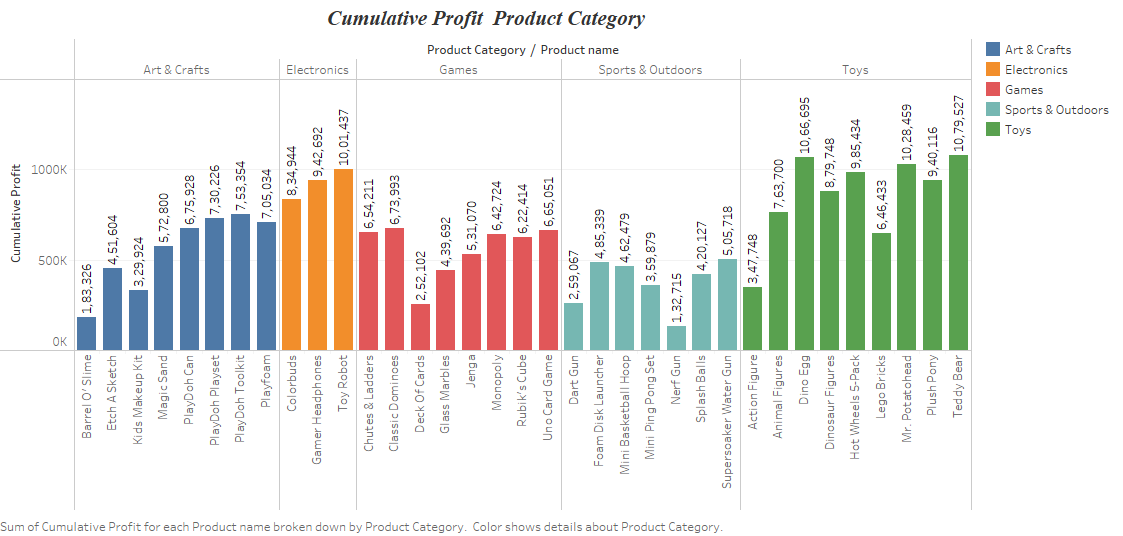 Cumulative Profit  Product Category
Product Category / Product name
Art & Crafts
Electronics
Games
Sports & Outdoors
Toys
Art & Crafts
Electronics
Games
Sports & Outdoors
Toys
Cumulative Profit
1000K
500K
0K
1,83,326
4,51,604
3,29,924
5,72,800
6,75,928
7,30,226
7,53,354
7,05,034
8,34,944
9,42,692
10,01,437
6,54,211
6,73,993
2,52,102
4,39,692
5,31,070
6,42,724
6,22,414
6,65,051
2,59,067
4,85,339
4,62,479
3,59,879
1,32,715
4,20,127
5,05,718
3,47,748
7,63,700
10,66,695
8,79,748
9,85,434
6,46,433
10,28,459
9,40,116
10,79,527
Barrel O' Slime
Etch A Sketch
Kids Makeup Kit
Magic Sand
PlayDoh Can
PlayDoh Playset
PlayDoh Toolkit
Playfoam
Colorbuds
Gamer Headphones
Toy Robot
Chutes & Ladders
Classic Dominoes
Deck Of Cards
Glass Marbles
Jenga
Monopoly
Rubik's Cube
Uno Card Game
Dart Gun
Foam Disk Launcher
Mini Basketball Hoop
Mini Ping Pong Set
Nerf Gun
Splash Balls
Supersoaker Water Gun
Action Figure
Animal Figures
Dino Egg
Dinosaur Figures
Hot Wheels 5-Pack
Lego Bricks
Mr. Potatohead
Plush Pony
Teddy Bear
Sum of Cumulative Profit for each Product name broken down by Product Category.  Color shows details about Product Category.